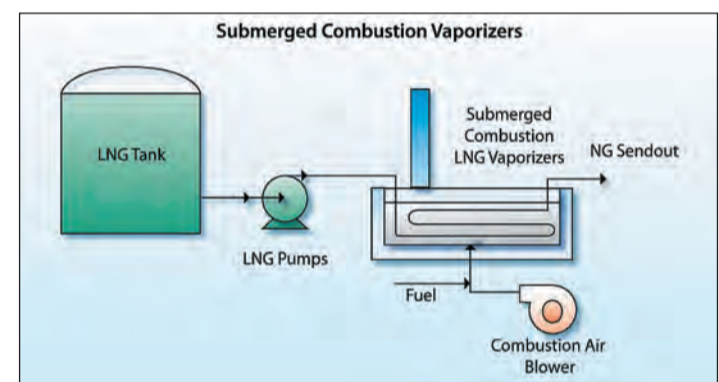 Submerged Combustion Vaporizers
LNG Tank
Submerged
Combustion
LNG Vaporizers
NG Sendout
LNG Pumps
Fuel
Combustion Air
Blower